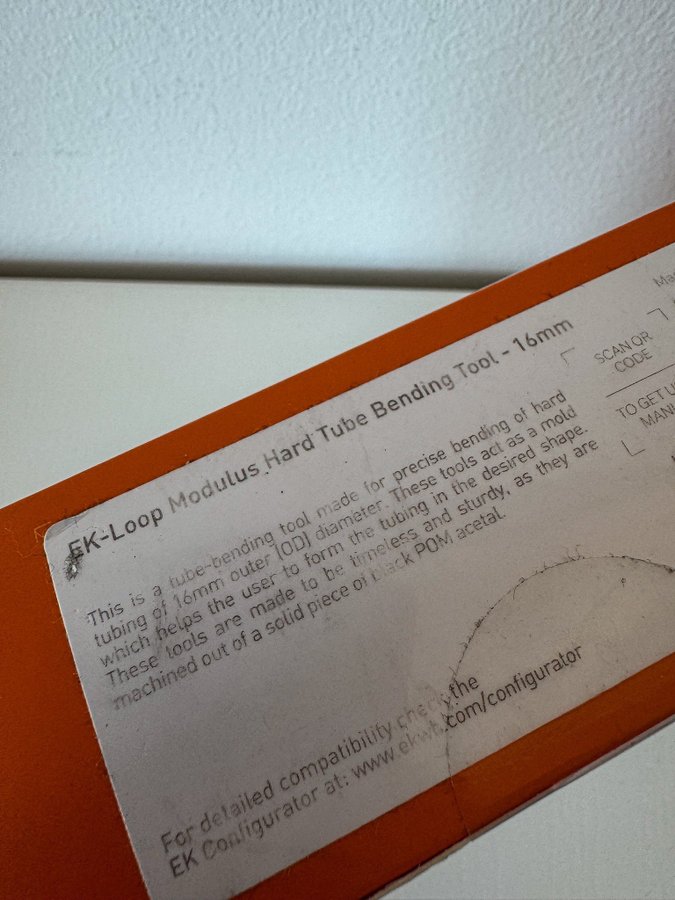 EK-Loop Modulus Hard Tube Bending Tool - 16mm
This is a tube-bending tool made for precise bending of hard
tubing of 16mm outer [OD] diameter. These tools act as a mold
which helps the user to form the tubing in the desired shape.
These tools are made to be timeless and sturdy, as they are
machined out of a solid piece of black POM acetal.
For detailed compatibility check the
EK Configurator at: www.ekwb.com/configurator
SCAN QR
CODE
TO GET